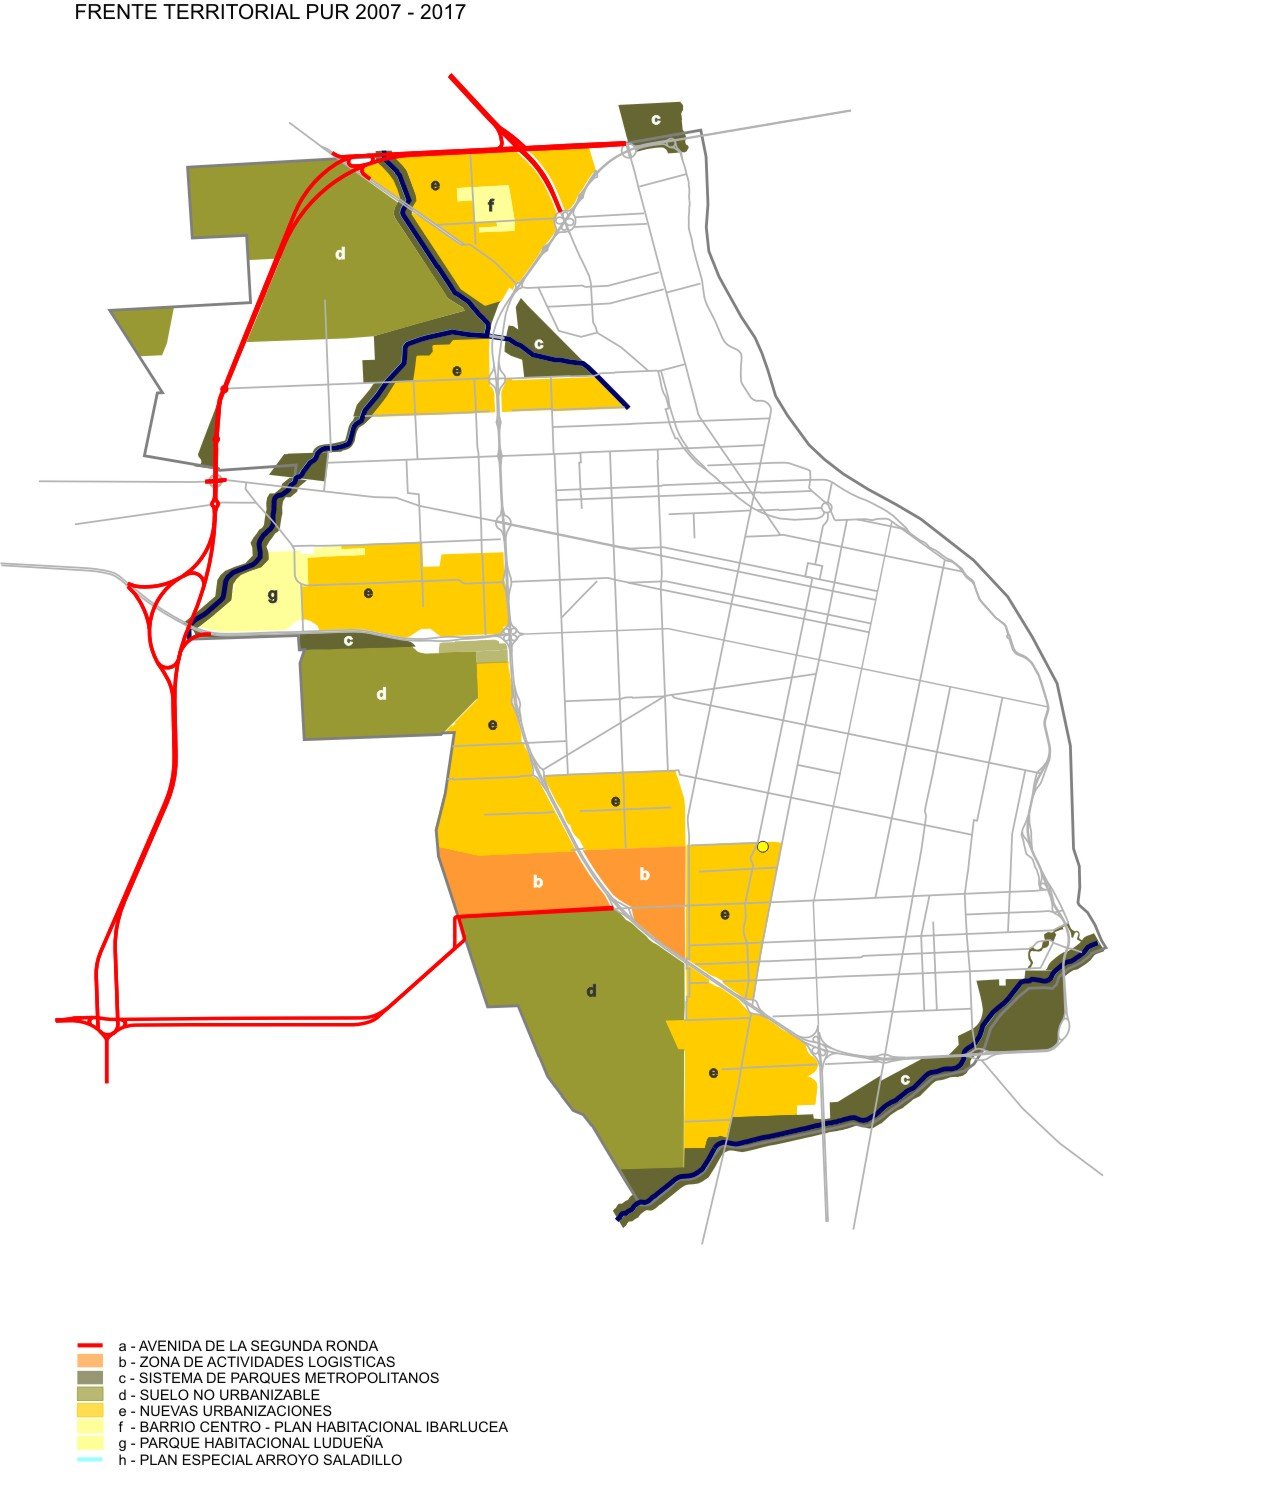 FRENTE TERRITORIAL PUR 2007 - 2017
c
e
f
d
c
e
g
e
c
d
e
e
b
b
e
d
e
c
a - AVENIDA DE LA SEGUNDA RONDA
b - ZONA DE ACTIVIDADES LOGISTICAS
c - SISTEMA DE PARQUES METROPOLITANOS
d - SUELO NO URBANIZABLE
e - NUEVAS URBANIZACIONES
f - BARRIO CENTRO - PLAN HABITACIONAL IBARLUCEA
g - PARQUE HABITACIONAL LUDUEÑA
h - PLAN ESPECIAL ARROYO SALADILLO